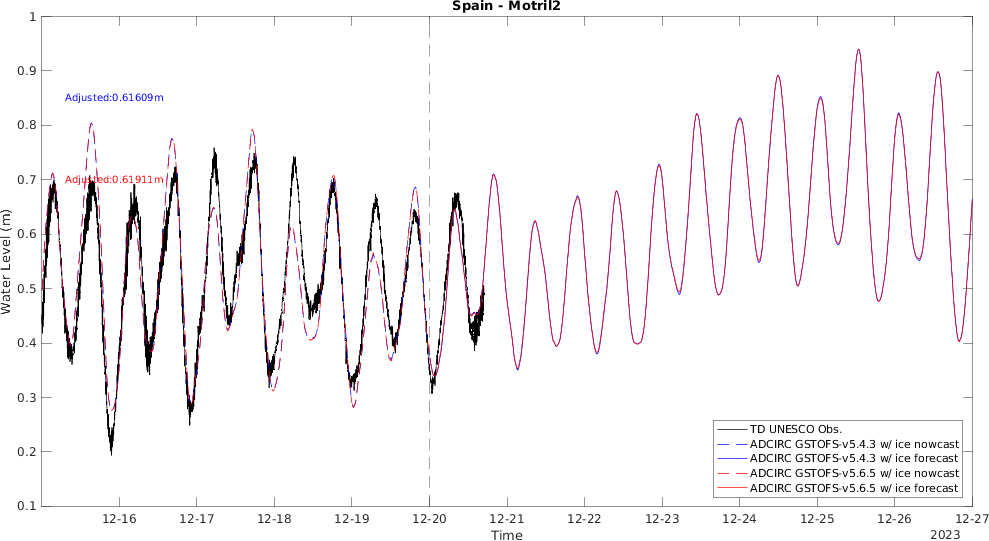 Spain - Motril2
1
0.9
0.8
0.7
0.6
0.5
0.4
0.3
0.2
0.1
Water Level (m)
Adjusted:0.61609m
Adjusted:0.61911m
TD UNESCO Obs.
ADCIRC GSTOFS-v5.4.3 w/ ice nowcast
ADCIRC GSTOFS-v5.4.3 w/ ice forecast
ADCIRC GSTOFS-v5.6.5 w/ ice nowcast
ADCIRC GSTOFS-v5.6.5 w/ ice forecast
12-16 12-17 12-18 12-19 12-20 12-21 12-22 12-23 12-24 12-25 12-26 12-27
Time
2023